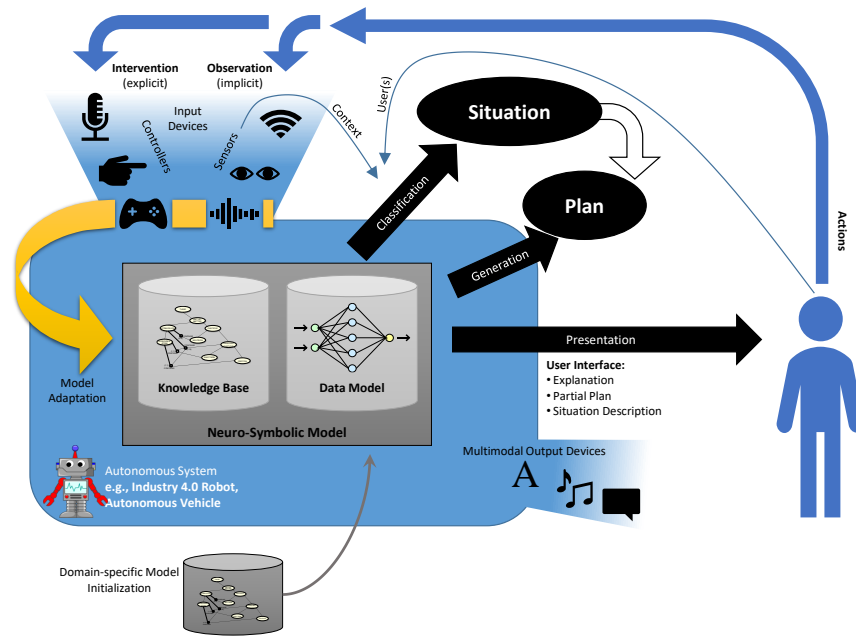 Intervention
(explicit)
Observation
(implicit)
Input
Devices
Controllers
Sensors
Context
User(s)
Situation
Plan
Classification
Generation
Actions
Presentation
User Interface:
• Explanation
• Partial Plan
• Situation Description
Knowledge Base
Data Model
Neuro-Symbolic Model
Model
Adaptation
Multimodal Output Devices
A
Autonomous System
e.g., Industry 4.0 Robot,
Autonomous Vehicle
Domain-specific Model
Initialization